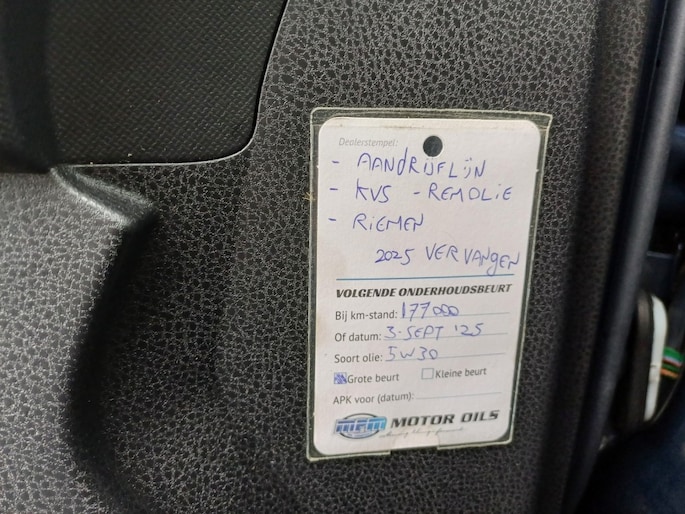 Dealerstempel:
- AANDRIJFLIJN
- KVS - REMOLIE
- RIEMEN
2025 VERVANGEN
VOLGENDE ONDERHOUDSBEURT
Bij km-stand: 177000
Of datum: 3-SEPT '25
Soort olie: 5W30
Grote beurt Kleine beurt
APK voor (datum):
MPM MOTOR OILS